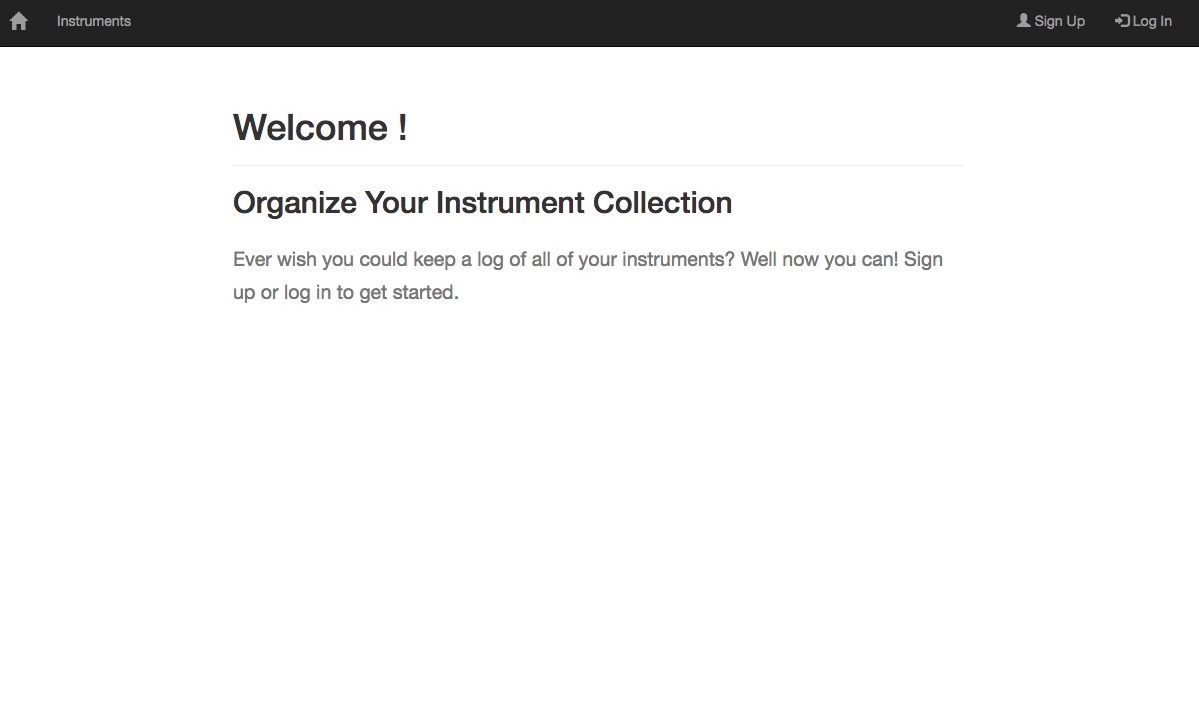 Instruments
Sign Up
Log In
Welcome !
Organize Your Instrument Collection
Ever wish you could keep a log of all of your instruments? Well now you can! Sign
up or log in to get started.